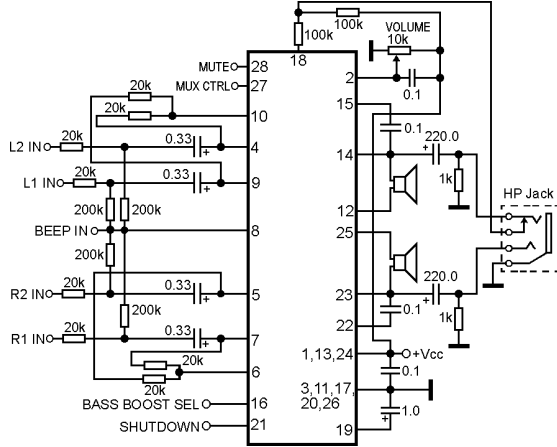 100k
100k
VOLUME
10k
18
MUTE 28
MUX CTRL 27
2
0.1
20k
15
20k
10
0.1
220.0
L2 IN 20k 0.33 + 4
14
+
L1 IN 20k 0.33 + 9
1k
HP Jack
12
200k 200k
25
BEEP IN 8
200k
220.0
R2 IN 20k 0.33 + 5
23
+
200k
0.1
1k
22
R1 IN 20k 0.33 + 7
1,13,24 +Vcc
20k
6
0.1
20k
3,11,17,
20,26
BASS BOOST SEL 16
1.0
+
SHUTDOWN 21
19